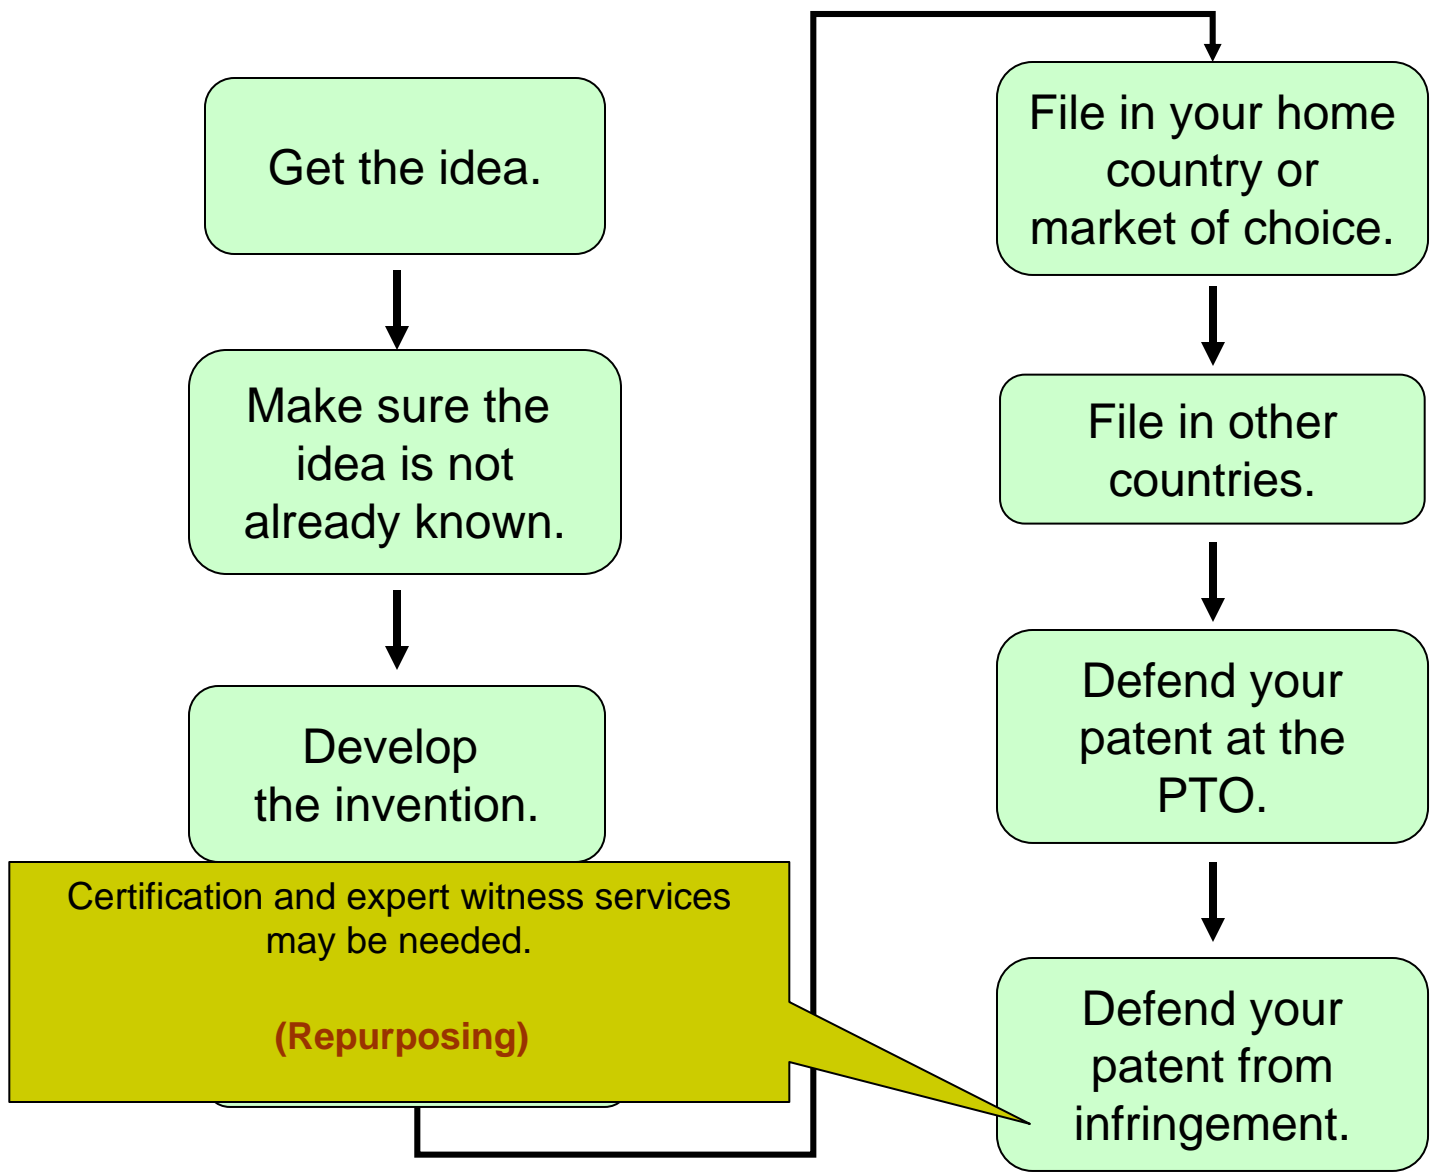 Get the idea.
Make sure the
idea is not
already known.
Develop
the invention.
Certification and expert witness services
may be needed.
(Repurposing)
File in your home
country or
market of choice.
File in other
countries.
Defend your
patent at the
PTO.
Defend your
patent from
infringement.